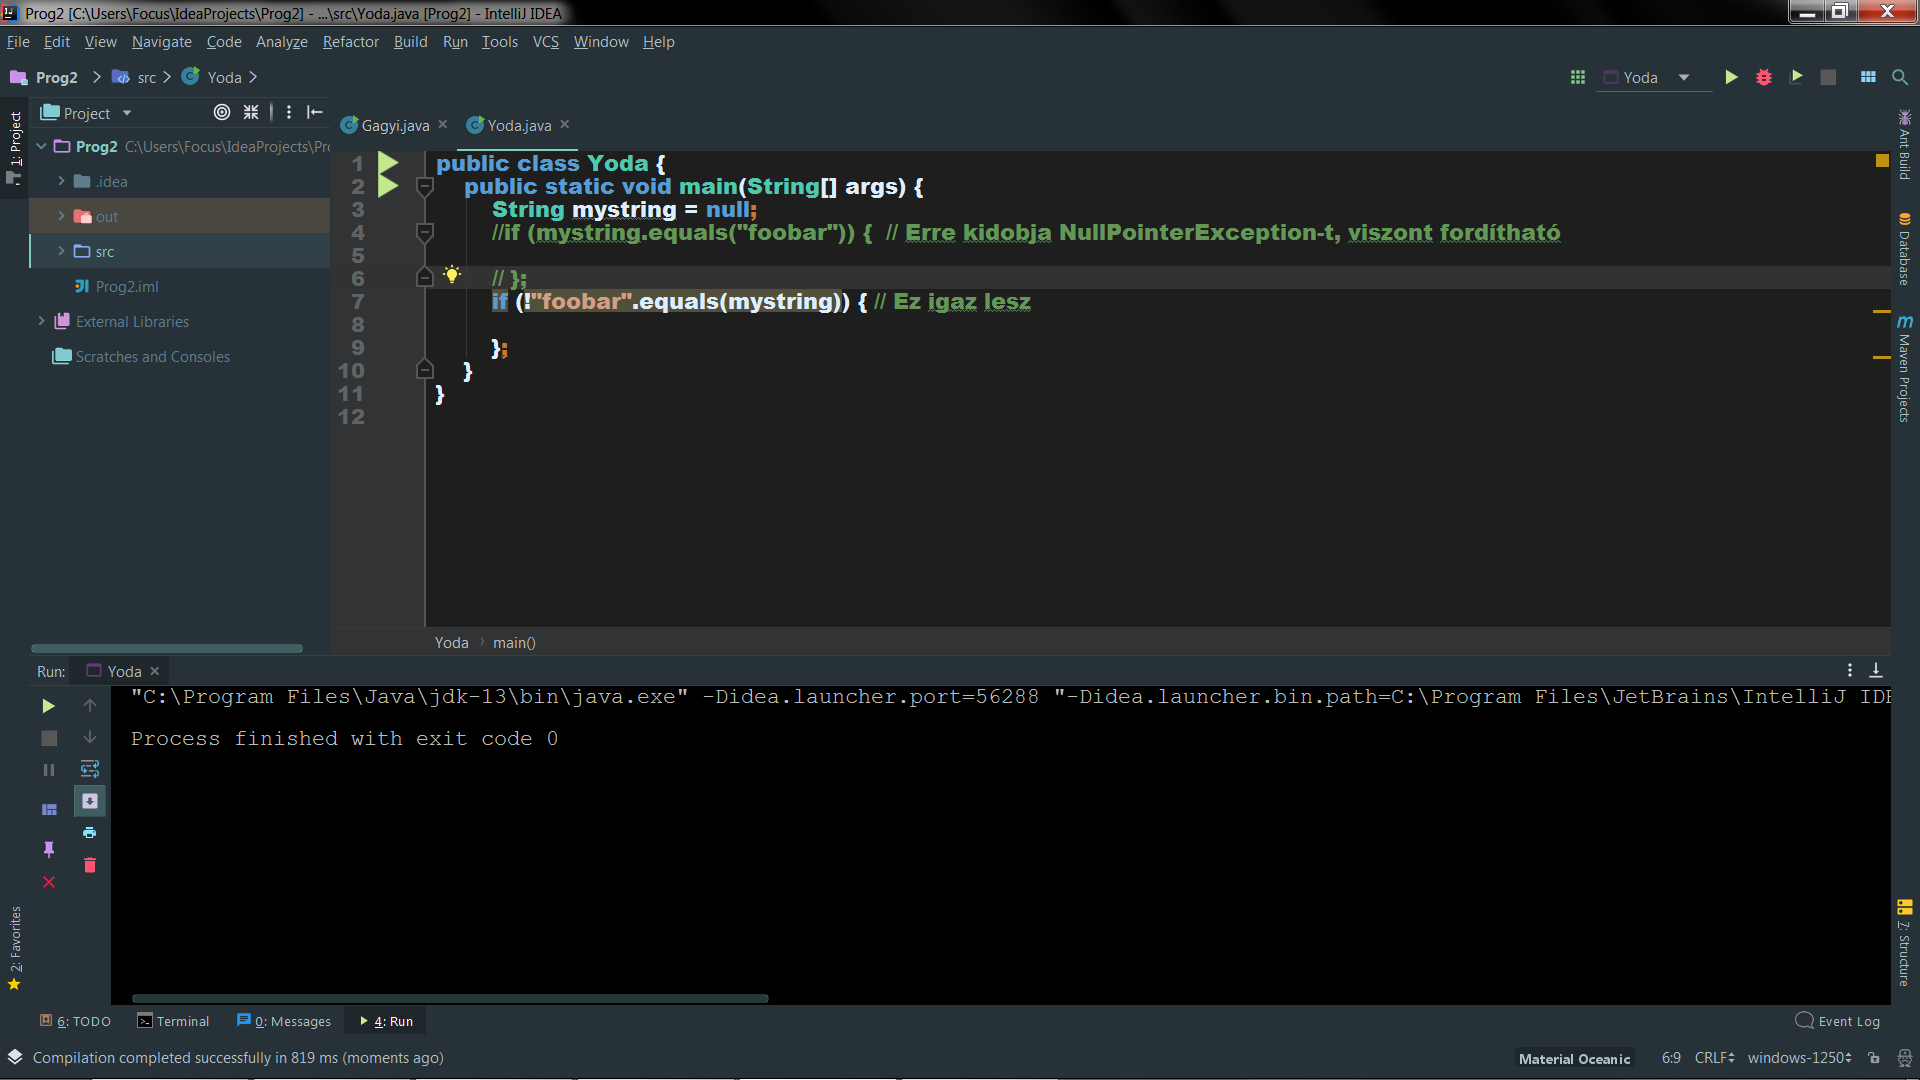 Prog2 [C:\Users\Focus\IdeaProjects\Prog2] - ...\src\Yoda.java [Prog2] - IntelliJ IDEA
File Edit View Navigate Code Analyze Refactor Build Run Tools VCS Window Help
Prog2 src Yoda
Yoda
1: Project
Project
Prog2 C:\Users\Focus\IdeaProjects\Pr
.idea
out
src
Prog2.iml
External Libraries
Scratches and Consoles
Gagyi.java Yoda.java
1 public class Yoda {
2 public static void main(String[] args) {
3 String mystring = null;
4 //if (mystring.equals("foobar")) { // Erre kidobja NullPointerException-t, viszont fordítható
5
6 // };
7 if (!"foobar".equals(mystring)) { // Ez igaz lesz
8
9 };
10 }
11 }
12
Yoda main()
Ant Build
Database
Maven Projects
7: Structure
2: Favorites
Run: Yoda
"C:\Program Files\Java\jdk-13\bin\java.exe" -Didea.launcher.port=56288 "-Didea.launcher.bin.path=C:\Program Files\JetBrains\IntelliJ IDE
Process finished with exit code 0
6: TODO Terminal 0: Messages 4: Run Event Log
Compilation completed successfully in 819 ms (moments ago) Material Oceanic 6:9 CRLF windows-1250